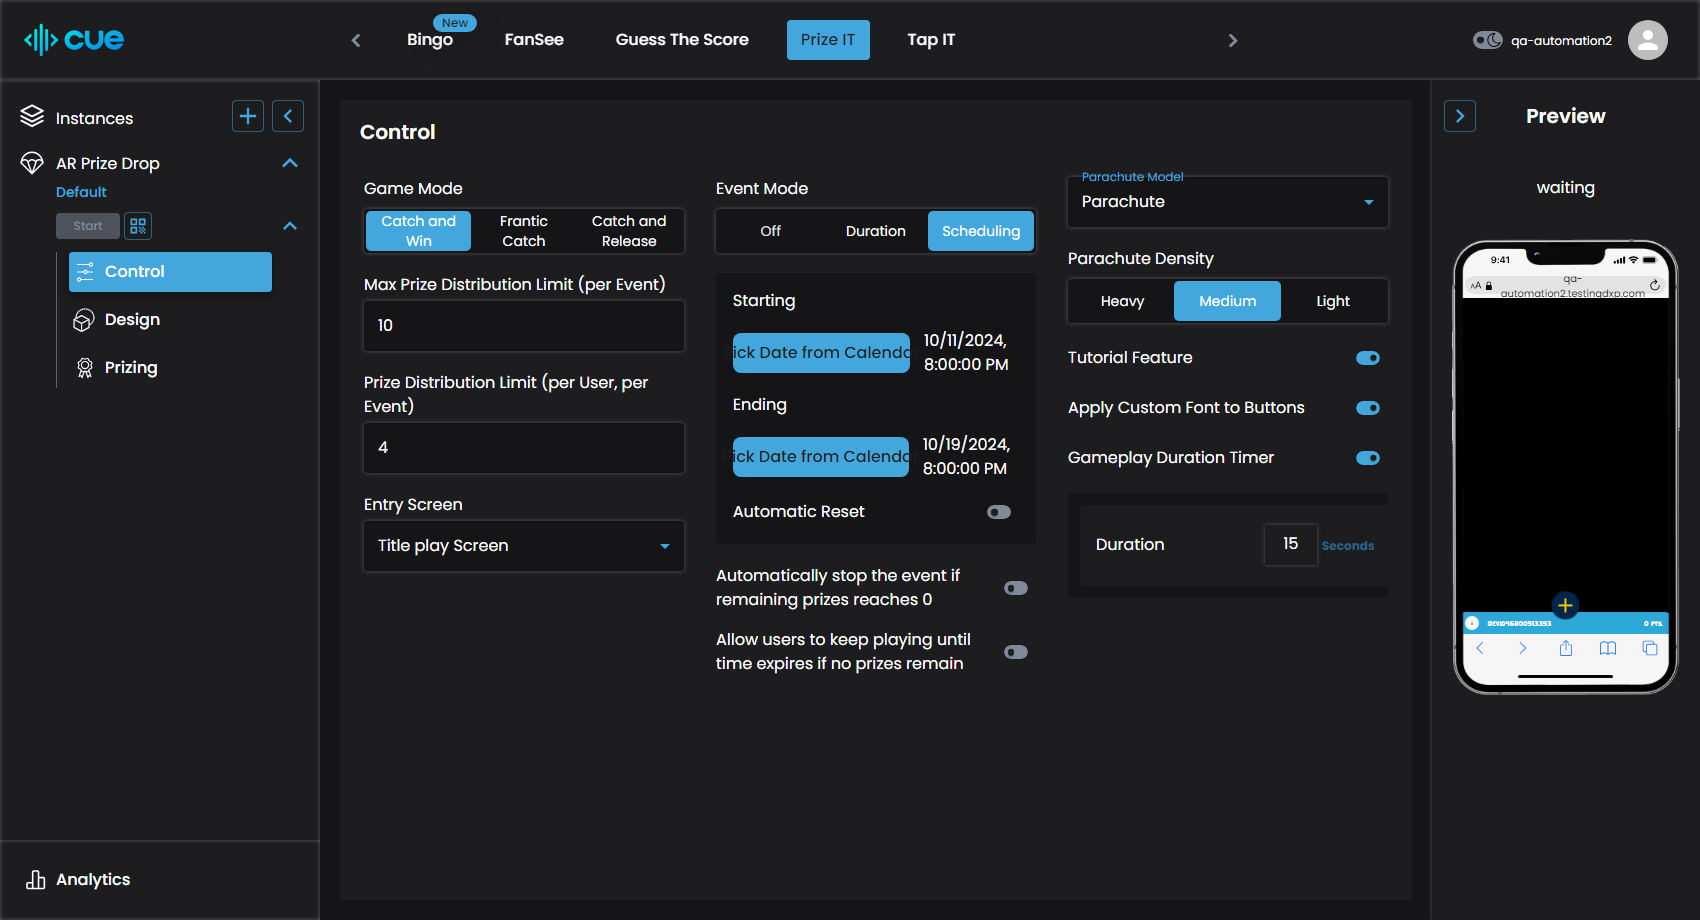 cue
New
Bingo
FanSee
Guess The Score
Prize IT
Tap IT
qa-automation2
Instances
AR Prize Drop
Default
Start
Control
Design
Prizing
Analytics
Control
Game Mode
Catch and
Win
Frantic
Catch
Catch and
Release
Max Prize Distribution Limit (per Event)
10
Prize Distribution Limit (per User, per
Event)
4
Entry Screen
Title play Screen
Event Mode
Off
Duration
Scheduling
Starting
ick Date from Calendar
10/11/2024,
8:00:00 PM
Ending
ick Date from Calendar
10/19/2024,
8:00:00 PM
Automatic Reset
Automatically stop the event if
remaining prizes reaches 0
Allow users to keep playing until
time expires if no prizes remain
Parachute Model
Parachute
Parachute Density
Heavy
Medium
Light
Tutorial Feature
Apply Custom Font to Buttons
Gameplay Duration Timer
Duration
15
Seconds
Preview
waiting
9:41
AA
qa-
automation2.testingdxp.com
0 PTS.